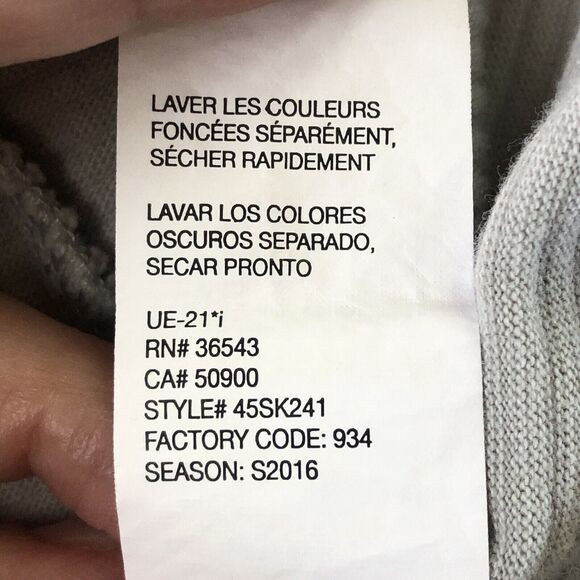 LAVER LES COULEURS
FONCÉES SÉPARÉMENT,
SÉCHER RAPIDEMENT
LAVAR LOS COLORES
OSCUROS SEPARADO,
SECAR PRONTO
UE-21*i
RN# 36543
CA# 50900
STYLE# 45SK241
FACTORY CODE: 934
SEASON: S2016